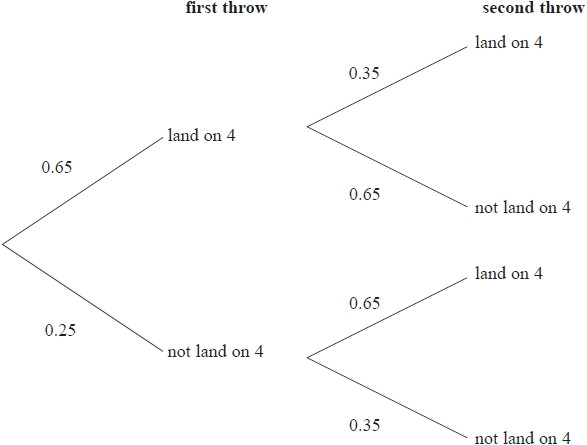 first throw
second throw
land on 4
0.35
land on 4
0.65
0.65
not land on 4
land on 4
0.65
0.25
not land on 4
0.35
not land on 4